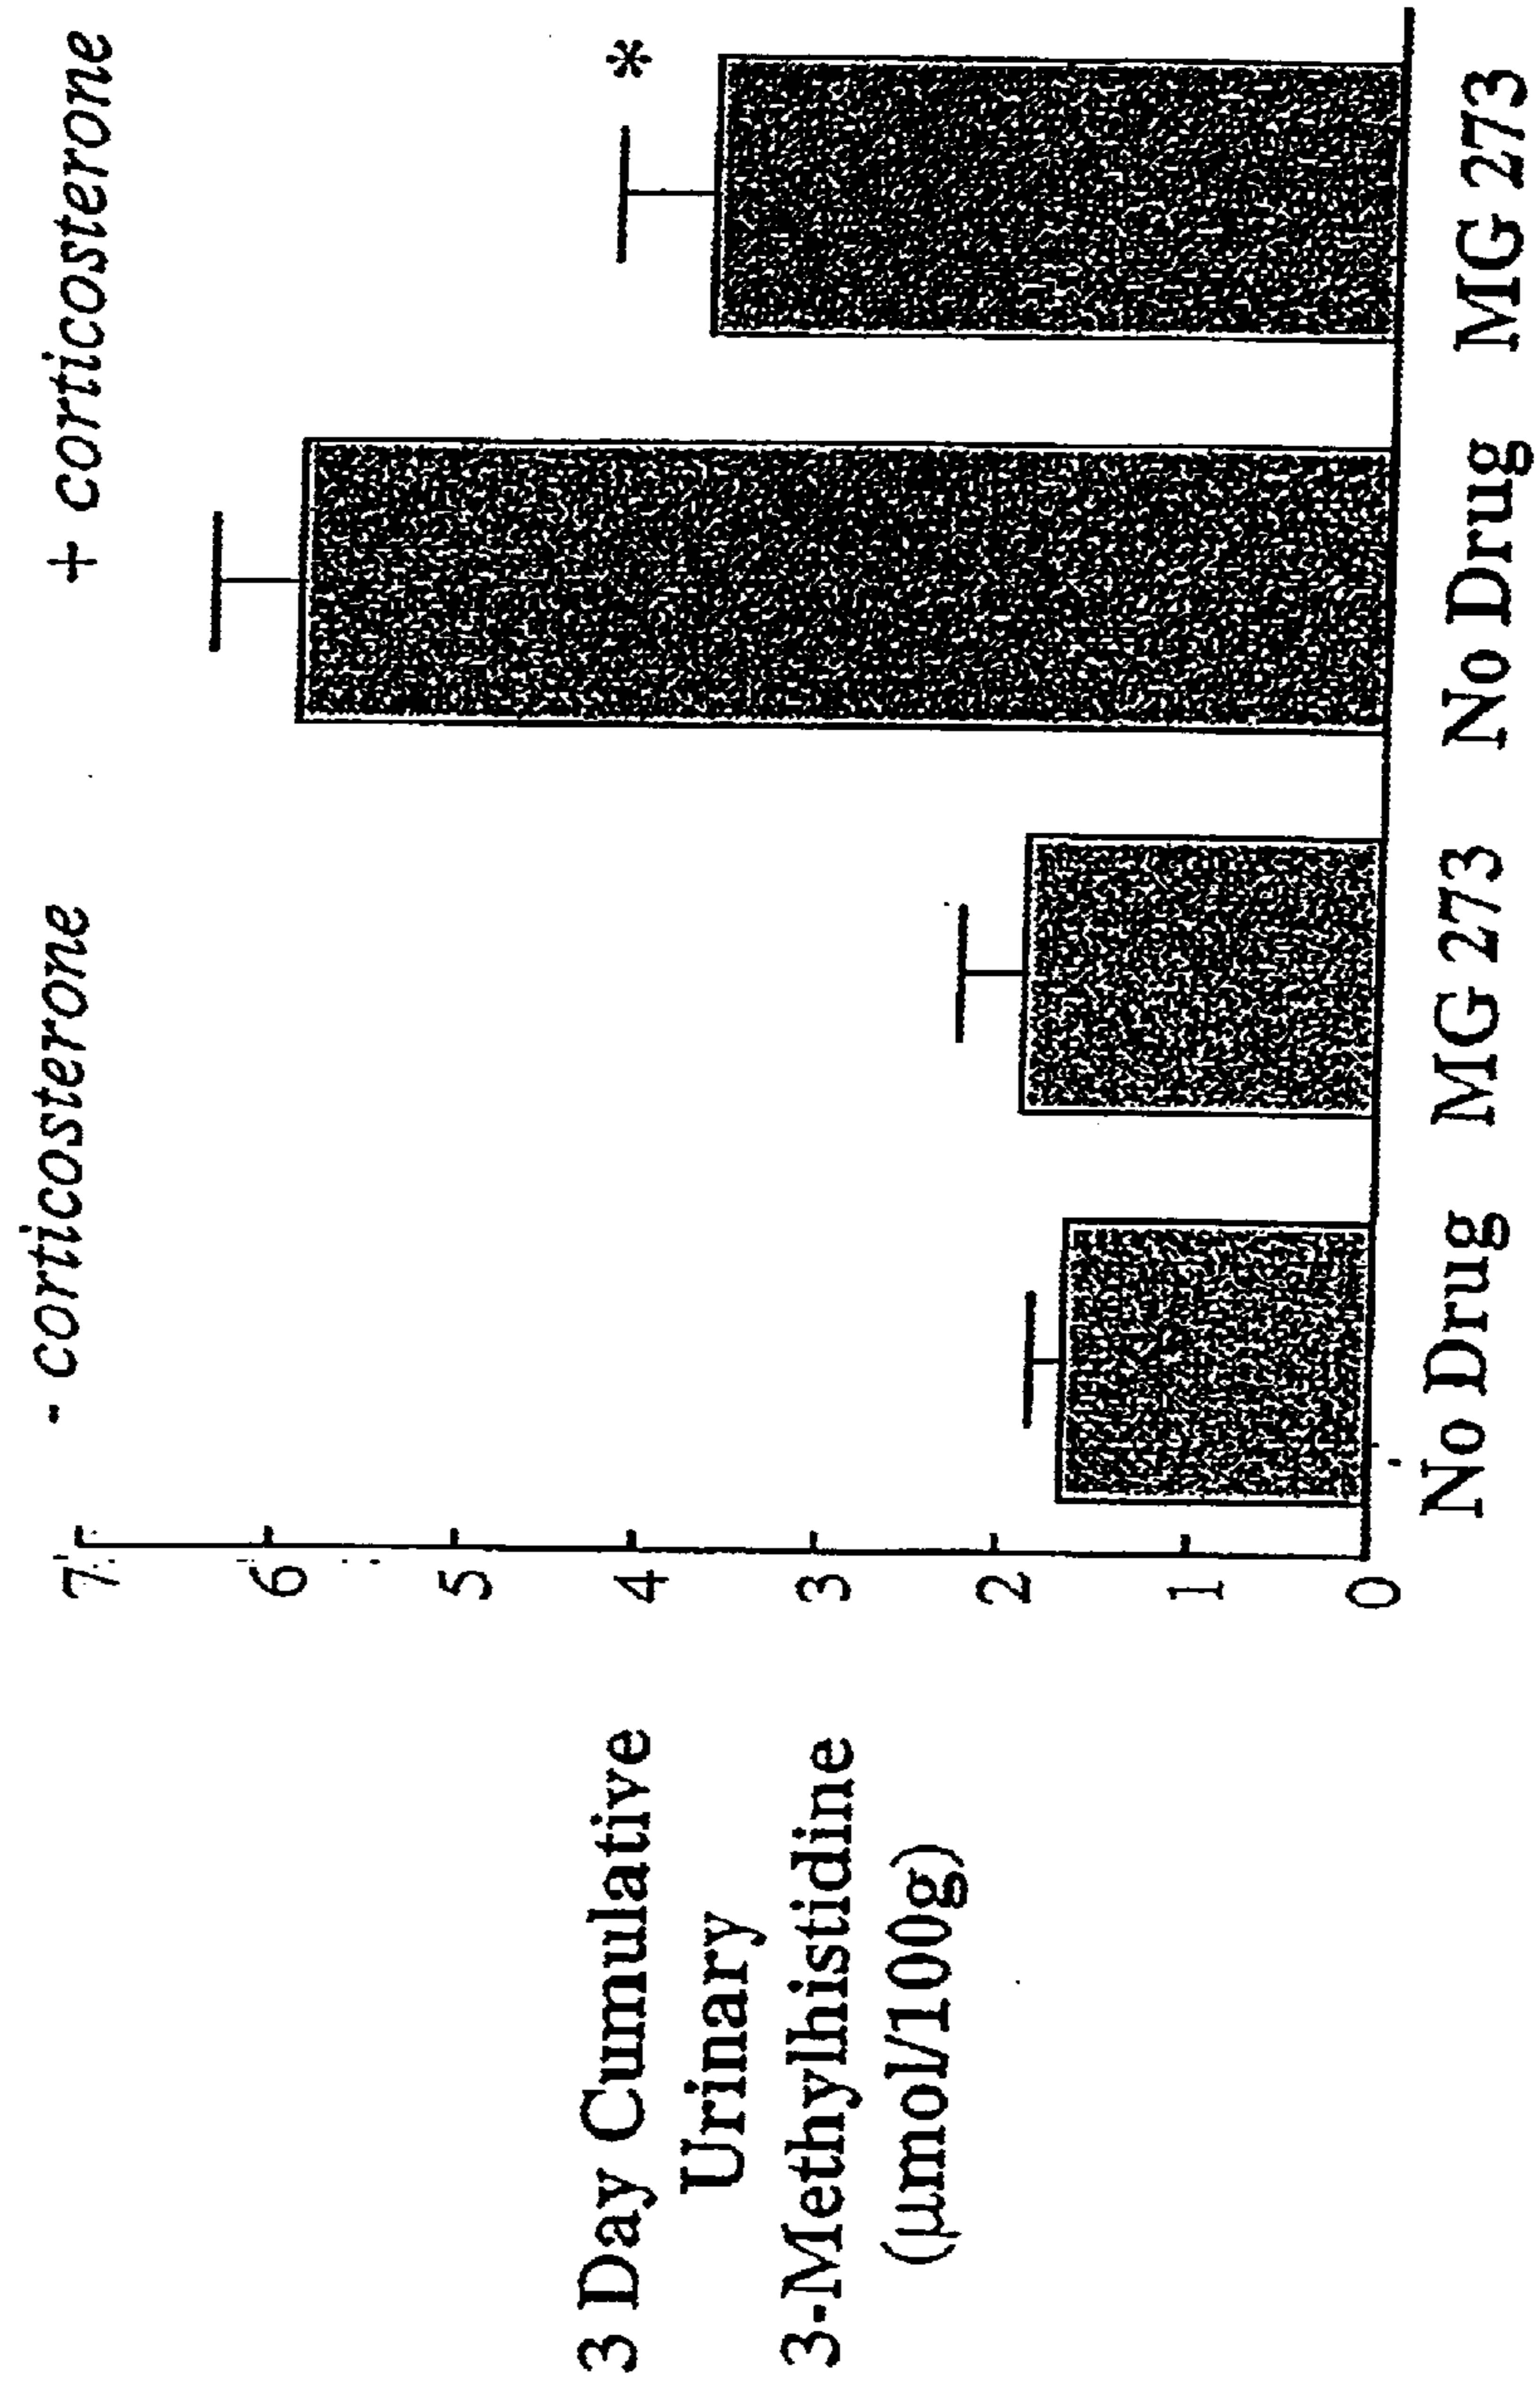 - corticosterone
+ corticosterone
*
7
6
5
4
3
2
1
0
3 Day Cumulative
Urinary
3-Methylhistidine
(μmol/100g)
No Drug
MG 273
No Drug
MG 273